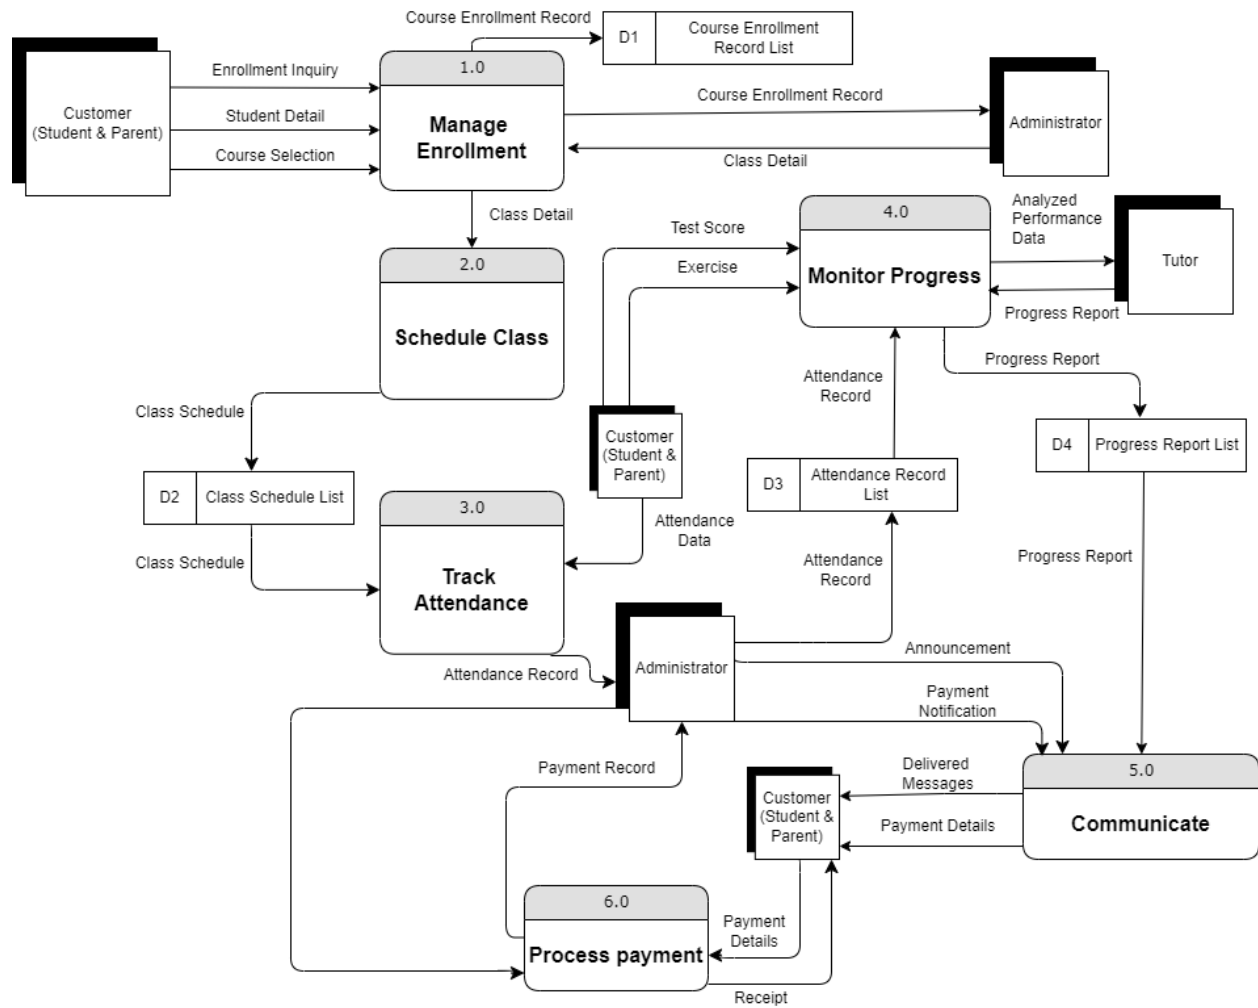 Course Enrollment Record
D1
Course Enrollment
Record List
1.0
Manage
Enrollment
Enrollment Inquiry
Student Detail
Course Selection
Customer
(Student & Parent)
Course Enrollment Record
Class Detail
Administrator
Class Detail
2.0
Schedule Class
Test Score
Exercise
4.0
Monitor Progress
Analyzed
Performance
Data
Tutor
Progress Report
Progress Report
Attendance
Record
Class Schedule
Customer
(Student &
Parent)
D4
Progress Report List
D2
Class Schedule List
D3
Attendance Record
List
3.0
Track
Attendance
Attendance
Data
Class Schedule
Attendance
Record
Progress Report
Attendance Record
Administrator
Announcement
Payment
Notification
Payment Record
Delivered
Messages
Payment Details
5.0
Communicate
Customer
(Student &
Parent)
6.0
Process payment
Payment
Details
Receipt